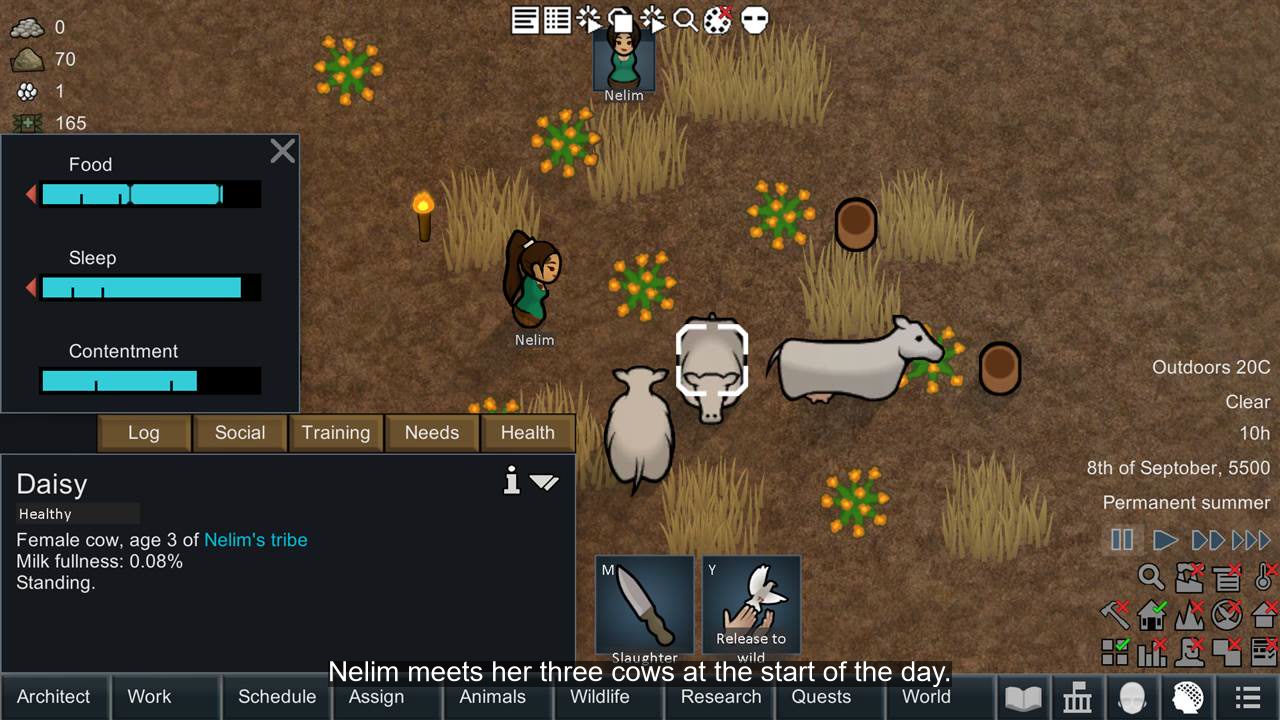 0
70
1
165
Nelim
Food
Sleep
Contentment
Nelim
Log Social Training Needs Health
Daisy
Healthy
Female cow, age 3 of Nelim's tribe
Milk fullness: 0.08%
Standing.
M
Slaughter
Y
Release to
wild
Outdoors 20C
Clear
10h
8th of Septober, 5500
Permanent summer
Nelim meets her three cows at the start of the day.
Architect Work Schedule Assign Animals Wildlife Research Quests World